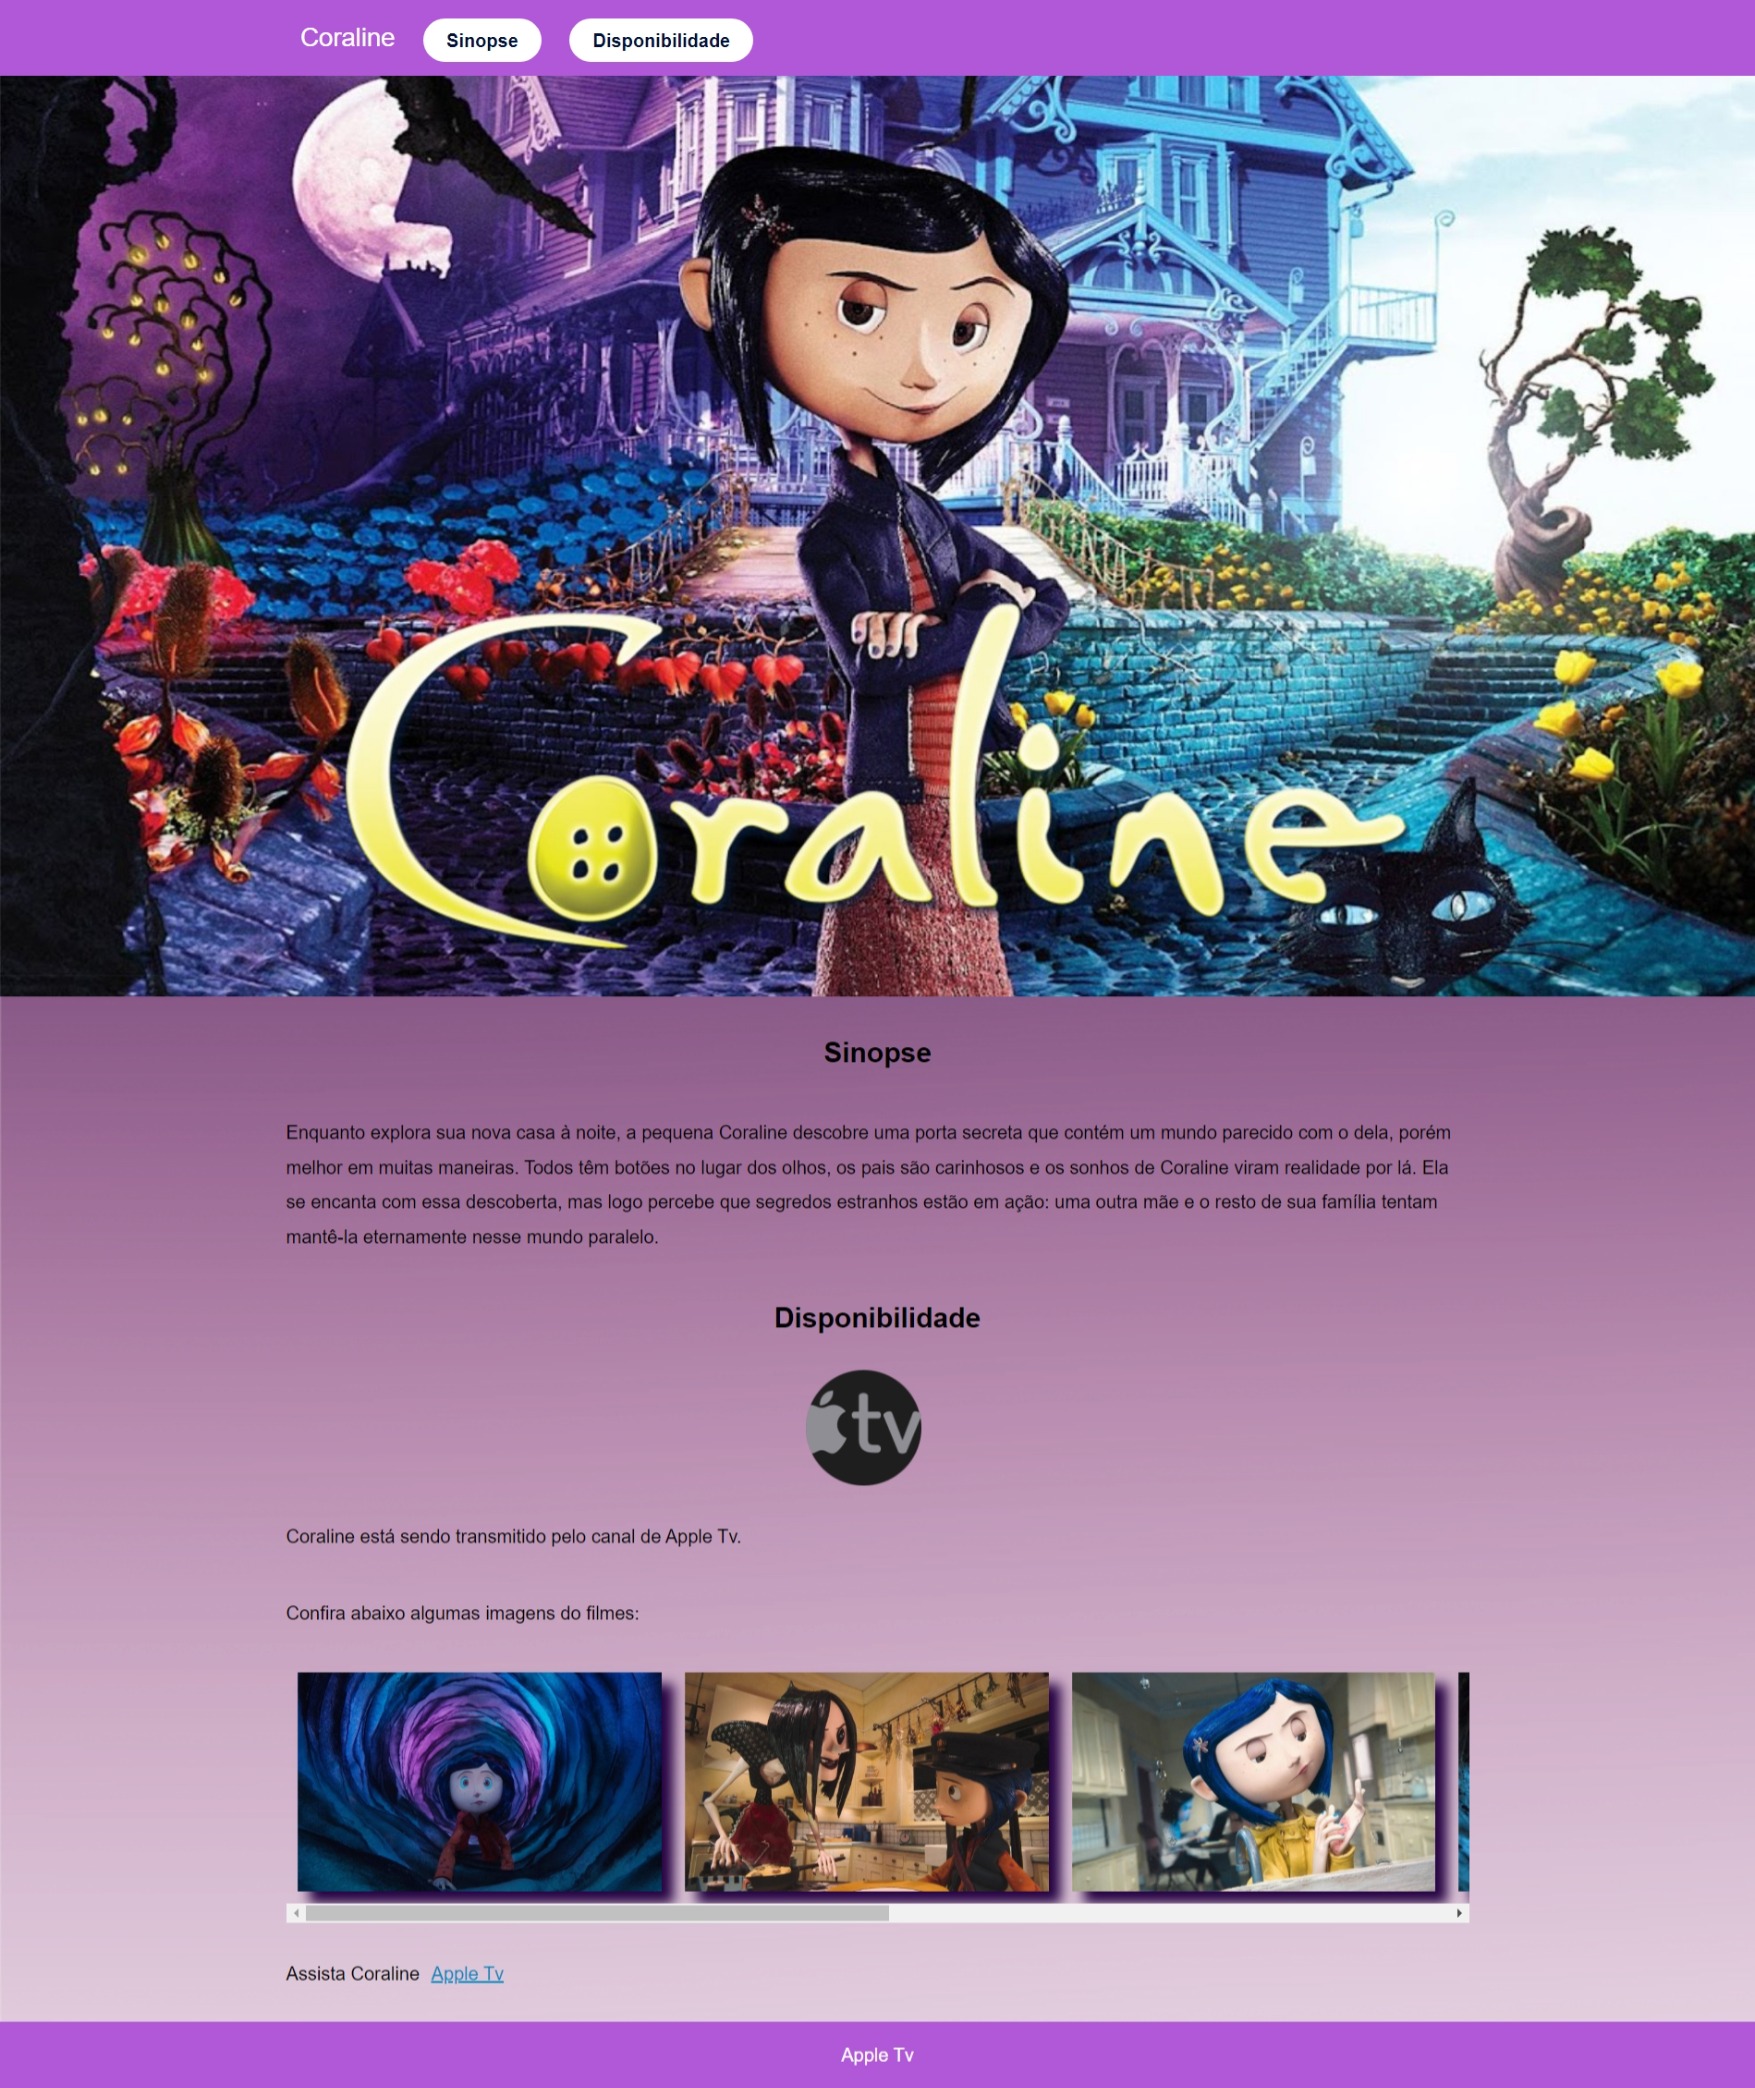 Coraline Sinopse Disponibilidade
Coraline
Sinopse
Enquanto explora sua nova casa à noite, a pequena Coraline descobre uma porta secreta que contém um mundo parecido com o dela, porém
melhor em muitas maneiras. Todos têm botões no lugar dos olhos, os pais são carinhosos e os sonhos de Coraline viram realidade por lá. Ela
se encanta com essa descoberta, mas logo percebe que segredos estranhos estão em ação: uma outra mãe e o resto de sua família tentam
mantê-la eternamente nesse mundo paralelo.
Disponibilidade
tv
Coraline está sendo transmitido pelo canal de Apple Tv.
Confira abaixo algumas imagens do filmes:
Assista Coraline Apple Tv
Apple Tv